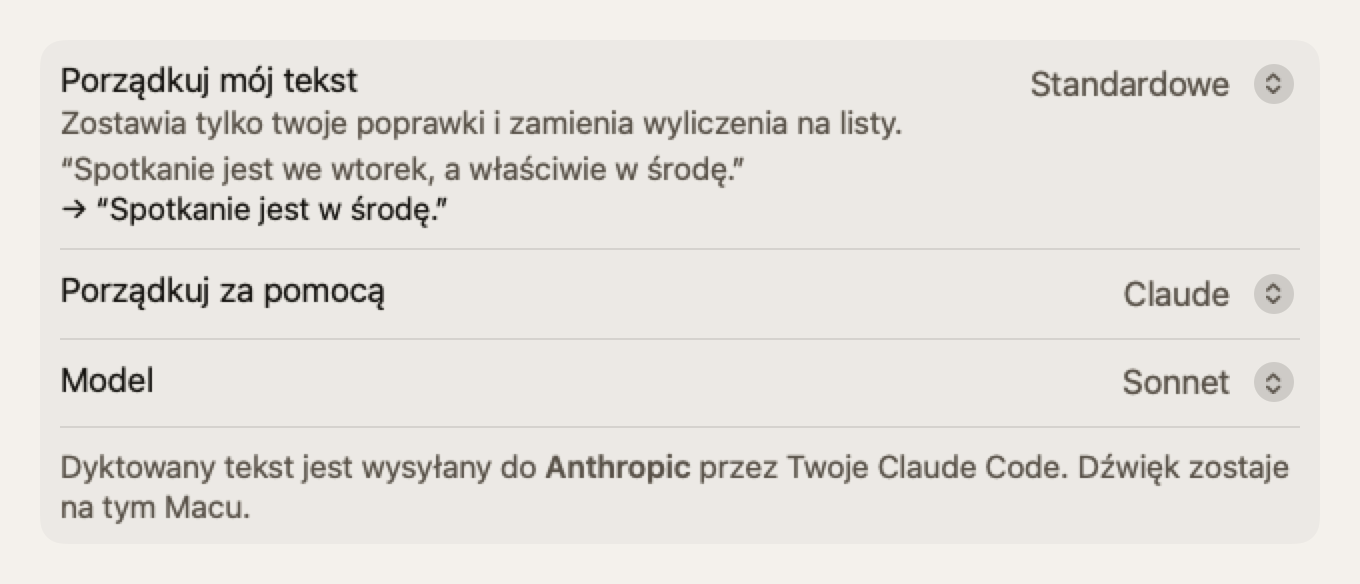 Porządkuj mój tekst
Standardowe
Zostawia tylko twoje poprawki i zamienia wyliczenia na listy.
“Spotkanie jest we wtorek, a właściwie w środę.”
→ “Spotkanie jest w środę.”
Porządkuj za pomocą
Claude
Model
Sonnet
Dyktowany tekst jest wysyłany do Anthropic przez Twoje Claude Code. Dźwięk zostaje
na tym Macu.